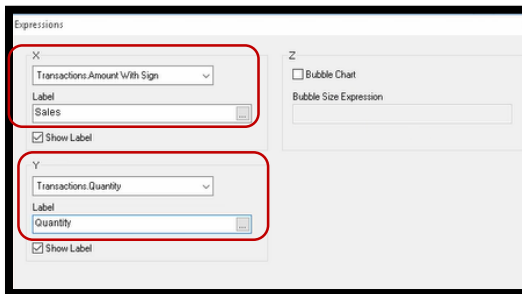 Expressions
X
Transactions.Amount With Sign
Label
Sales
...
Show Label
Y
Transactions.Quantity
Label
Quantity
...
Show Label
Z
Bubble Chart
Bubble Size Expression